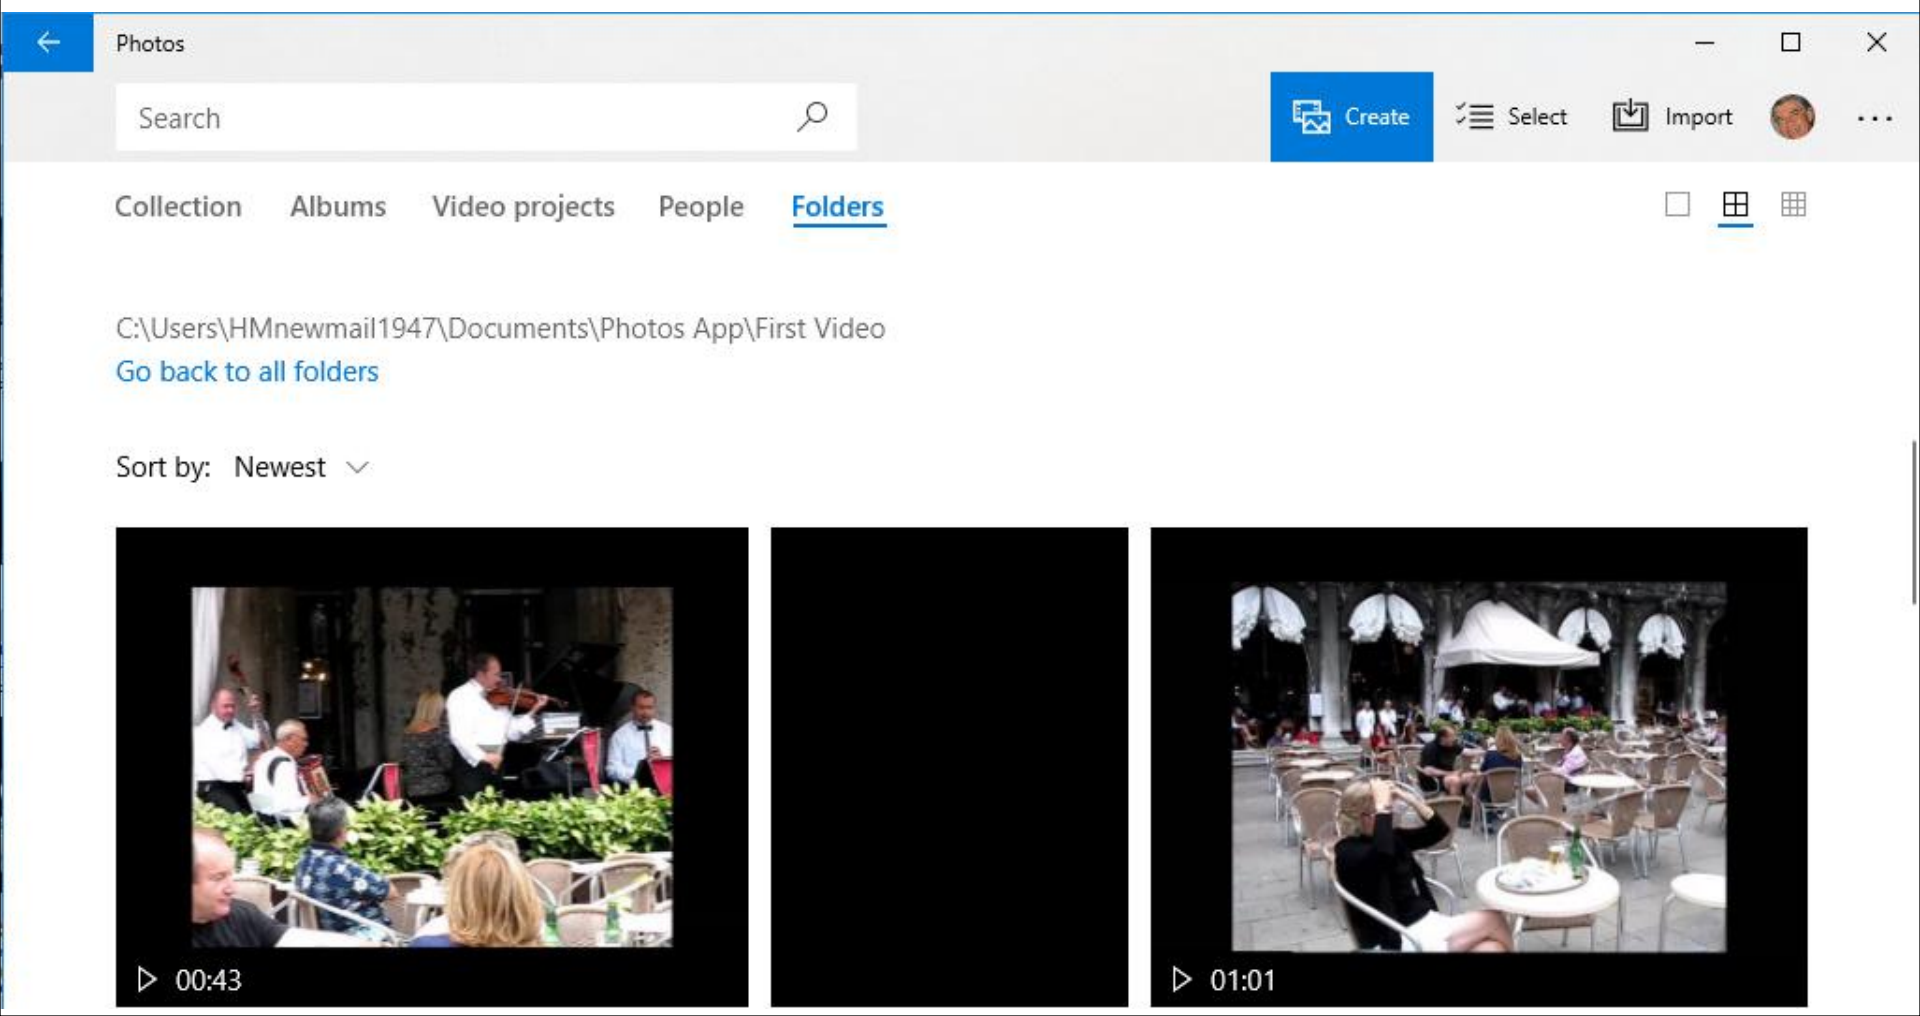 Photos
Search
Create
Select
Import
Collection
Albums
Video projects
People
Folders
C:\Users\HMnewmail1947\Documents\Photos App\First Video
Go back to all folders
Sort by: Newest
00:43
01:01